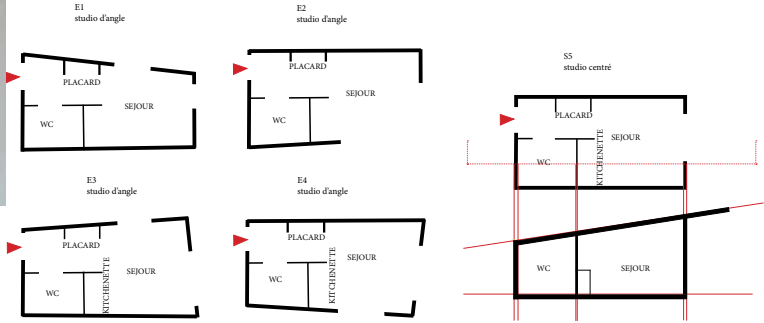 E1
studio d'angle
PLACARD
SEJOUR
WC
E2
studio d'angle
PLACARD
SEJOUR
WC
S5
studio centré
PLACARD
SEJOUR
WC
KITCHENETTE
WC
SEJOUR
E3
studio d'angle
PLACARD
SEJOUR
WC
KITCHENETTE
E4
studio d'angle
PLACARD
SEJOUR
WC
KITCHENETTE